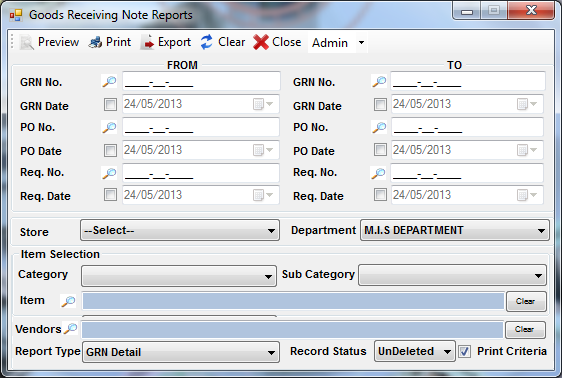 Goods Receiving Note Reports
Preview Print Export Clear Close Admin
FROM TO
GRN No. ____-__-____ GRN No. ____-__-____
GRN Date 24/05/2013 GRN Date 24/05/2013
PO No. ____-__-____ PO No. ____-__-____
PO Date 24/05/2013 PO Date 24/05/2013
Req. No. ____-__-____ Req. No. ____-__-____
Req. Date 24/05/2013 Req. Date 24/05/2013
Store --Select-- Department M.I.S DEPARTMENT
Item Selection
Category Sub Category
Item Clear
Vendors Clear
Report Type GRN Detail Record Status UnDeleted Print Criteria